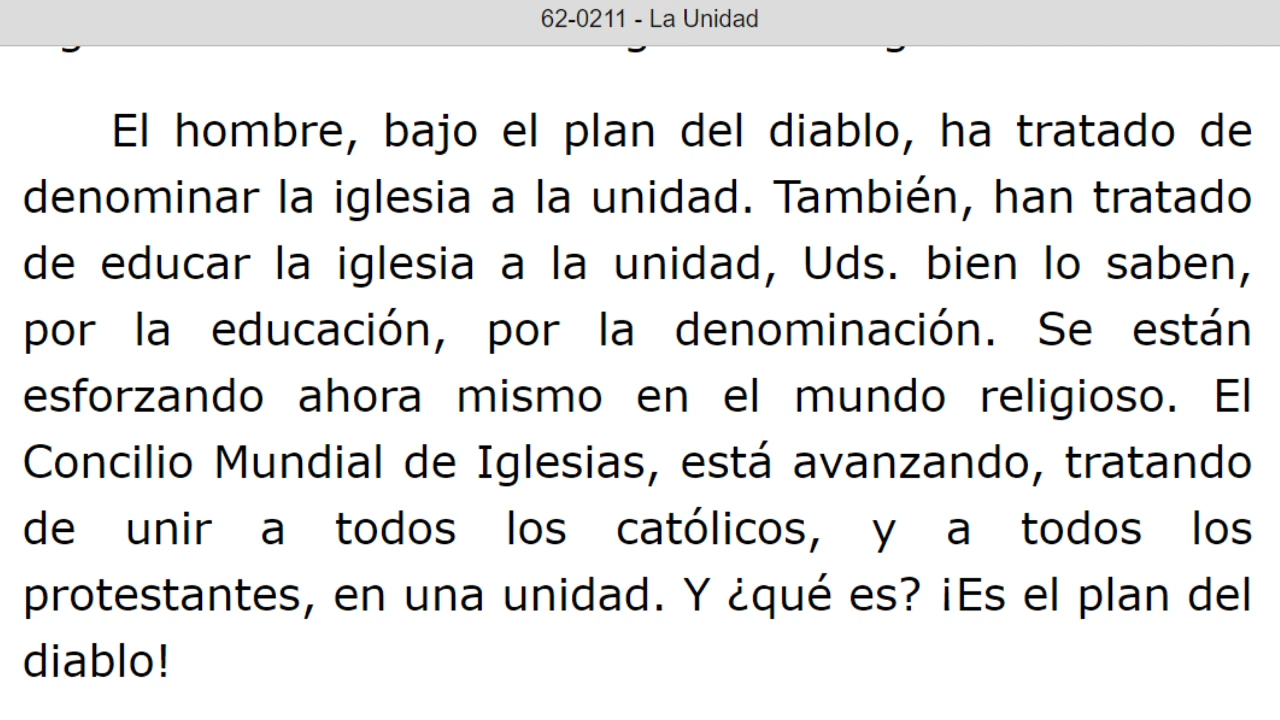 62-0211 - La Unidad
El hombre, bajo el plan del diablo, ha tratado de
denominar la iglesia a la unidad. También, han tratado
de educar la iglesia a la unidad, Uds. bien lo saben,
por la educación, por la denominación. Se están
esforzando ahora mismo en el mundo religioso. El
Concilio Mundial de Iglesias, está avanzando, tratando
de unir a todos los católicos, y a todos los
protestantes, en una unidad. Y ¿qué es? ¡Es el plan del
diablo!